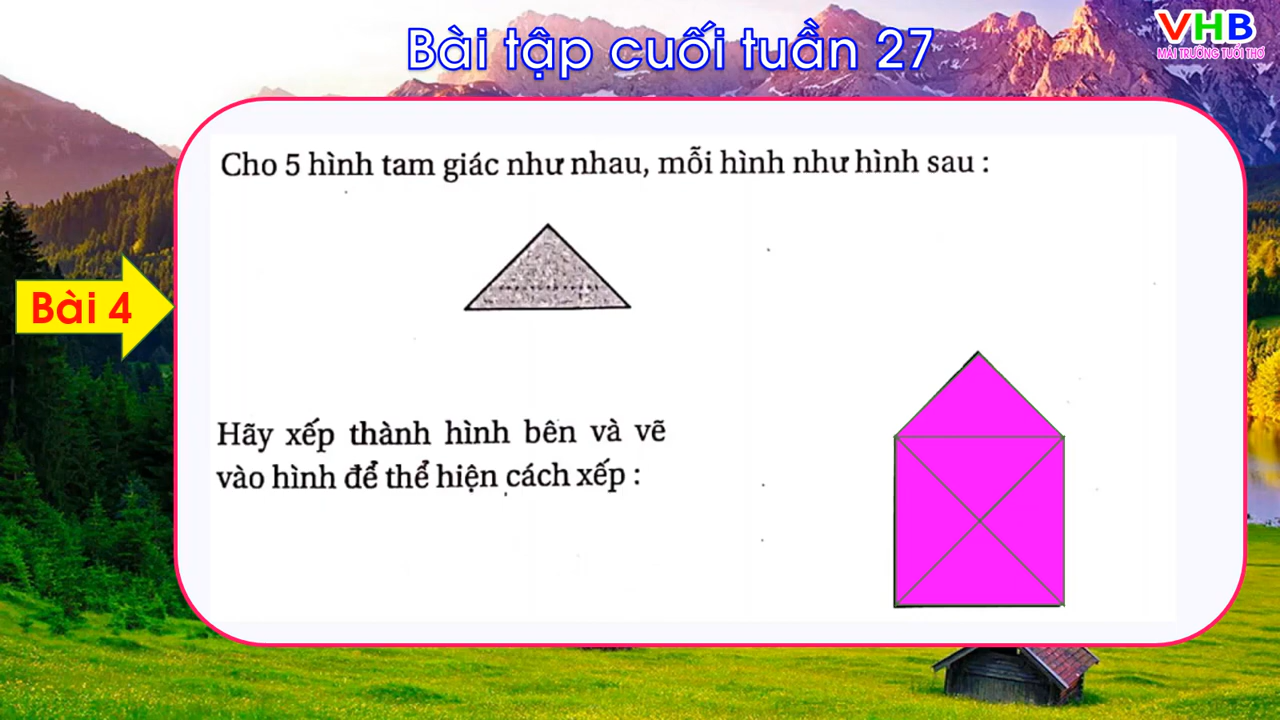 Bài tập cuối tuần 27
VHB
MÁI TRƯỜNG TUỔI THƠ
Cho 5 hình tam giác như nhau, mỗi hình như hình sau :
Bài 4
Hãy xếp thành hình bên và vẽ
vào hình để thể hiện cách xếp :